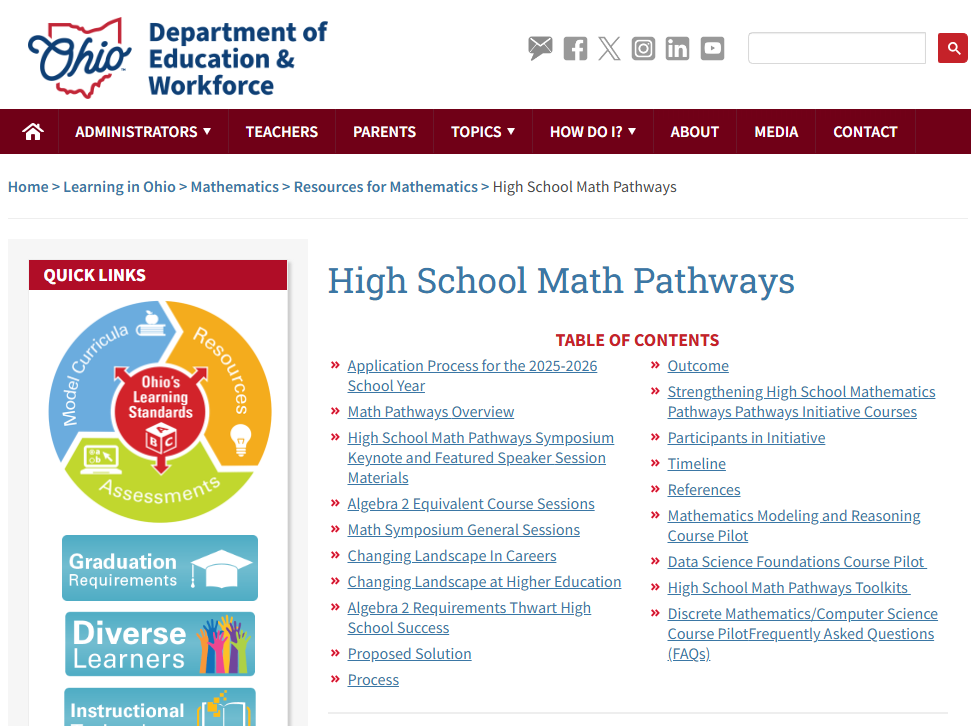 Ohio
Department of
Education &
Workforce
ADMINISTRATORS ▼
TEACHERS
PARENTS
TOPICS ▼
HOW DO I? ▼
ABOUT
MEDIA
CONTACT
Home > Learning in Ohio > Mathematics > Resources for Mathematics > High School Math Pathways
QUICK LINKS
Model Curricula
Resources
Ohio's
Learning
Standards
A
B C
Assessments
Graduation
Requirements
Diverse
Learners
Instructional
High School Math Pathways
TABLE OF CONTENTS
» Application Process for the 2025-2026
School Year
» Math Pathways Overview
» High School Math Pathways Symposium
Keynote and Featured Speaker Session
Materials
» Algebra 2 Equivalent Course Sessions
» Math Symposium General Sessions
» Changing Landscape In Careers
» Changing Landscape at Higher Education
» Algebra 2 Requirements Thwart High
School Success
» Proposed Solution
» Process
» Outcome
» Strengthening High School Mathematics
Pathways Pathways Initiative Courses
» Participants in Initiative
» Timeline
» References
» Mathematics Modeling and Reasoning
Course Pilot
» Data Science Foundations Course Pilot
» High School Math Pathways Toolkits
» Discrete Mathematics/Computer Science
Course PilotFrequently Asked Questions
(FAQs)